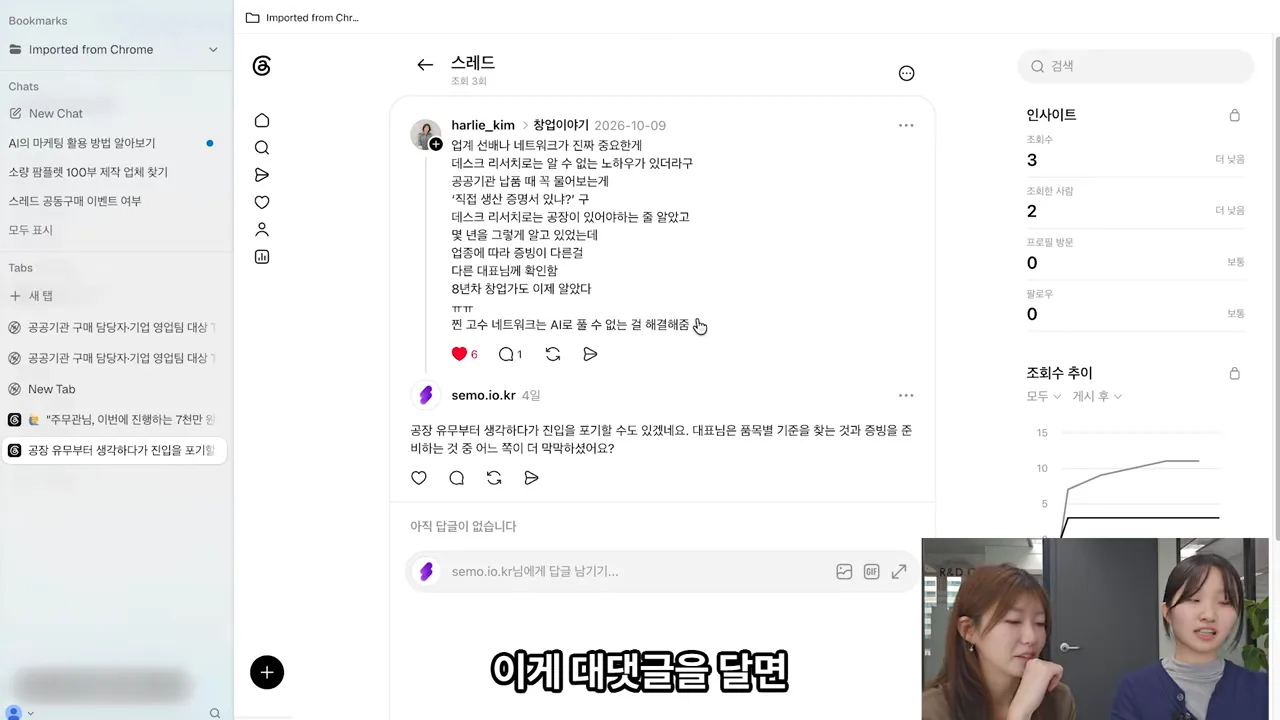 Bookmarks
Imported from Chrome
Chats
New Chat
AI의 마케팅 활용 방법 알아보기
소량 팜플렛 100부 제작 업체 찾기
스레드 공동구매 이벤트 여부
모두 표시
Tabs
새 탭
공공기관 구매 담당자·기업 영업팀 대상
공공기관 구매 담당자·기업 영업팀 대상
New Tab
"주무관님, 이번에 진행하는 7천만 원
공장 유무부터 생각하다가 진입을 포기할
Imported from Chr...
스레드
조회 3회
harlie_kim > 창업이야기 2026-10-09
업계 선배나 네트워크가 진짜 중요한게
데스크 리서치로는 알 수 없는 노하우가 있더라구
공공기관 납품 때 꼭 물어보는게
‘직접 생산 증명서 있냐?’ 구
데스크 리서치로는 공장이 있어야하는 줄 알았고
몇 년을 그렇게 알고 있었는데
업종에 따라 증빙이 다른걸
다른 대표님께 확인함
8년차 창업가도 이제 알았다
ㅠㅠ
찐 고수 네트워크는 AI로 풀 수 없는 걸 해결해줌
6 1
semo.io.kr 4일
공장 유무부터 생각하다가 진입을 포기할 수도 있겠네요. 대표님은 품목별 기준을 찾는 것과 증빙을 준
비하는 것 중 어느 쪽이 더 막막하셨어요?
아직 답글이 없습니다
semo.io.kr님에게 답글 남기기...
GIF
검색
인사이트
조회수
3 더 낮음
조회한 사람
2 더 낮음
프로필 방문
0 보통
팔로우
0 보통
조회수 추이
모두 게시 후
15
10
5
R&D
이게 대댓글을 달면